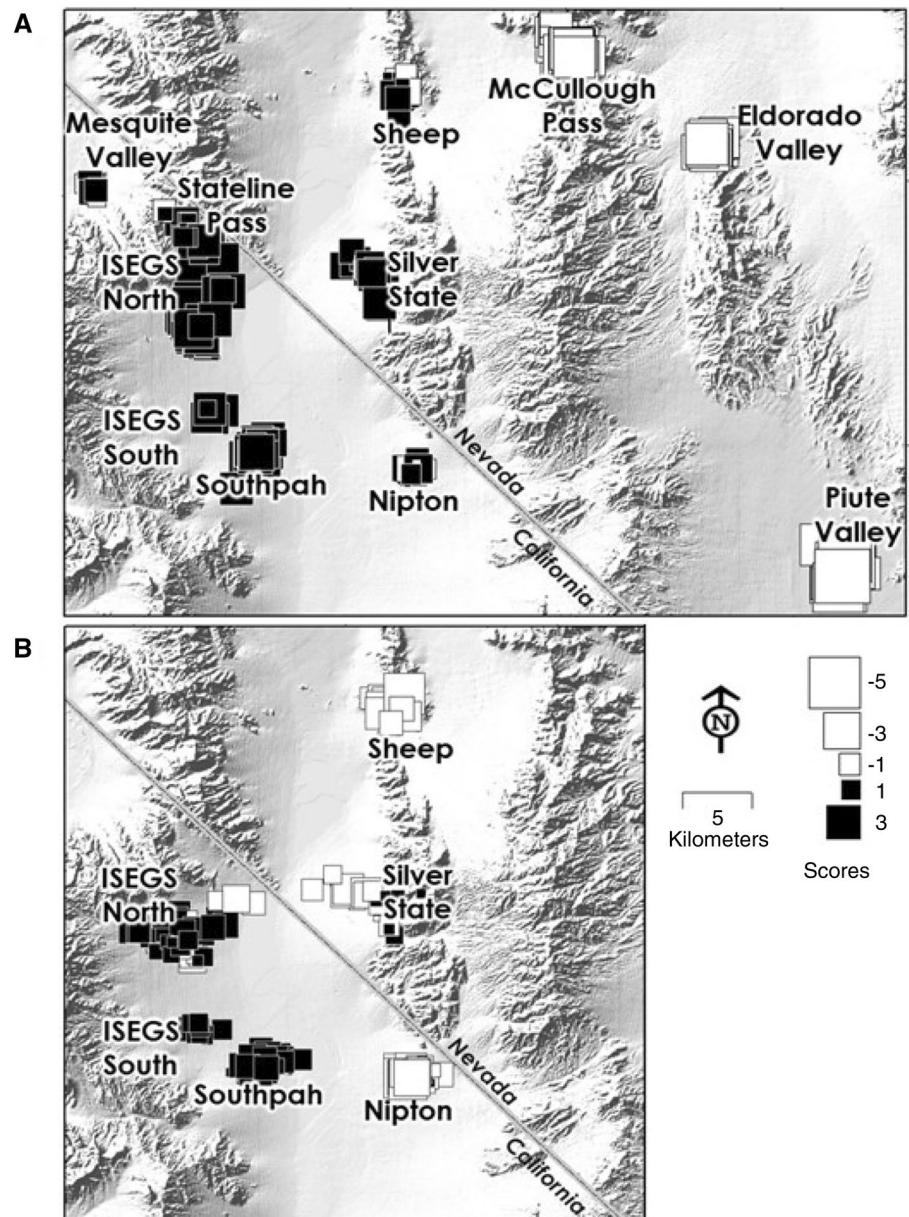 A
McCullough
Pass
Mesquite
Valley
Sheep
Eldorado
Valley
Stateline
Pass
ISEGS
North
Silver
State
ISEGS
South
Southpah
Nipton
Nevada
California
Piute
Valley
B
Sheep
ISEGS
North
Silver
State
ISEGS
South
Southpah
Nipton
Nevada
California
N
5
Kilometers
-5
-3
-1
1
3
Scores